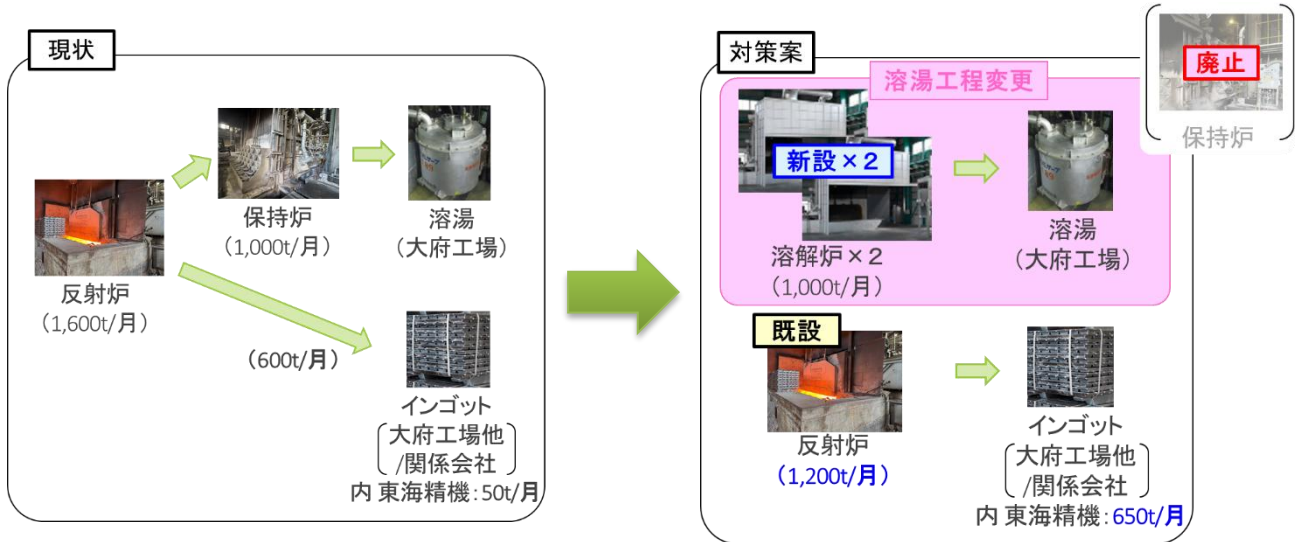 現状
保持炉
(1,000t/月)
溶湯
(大府工場)
反射炉
(1,600t/月)
(600t/月)
インゴット
大府工場他
/関係会社
内 東海精機:50t/月
対策案
溶湯工程変更
廃止
保持炉
新設×2
溶解炉×2
(1,000t/月)
溶湯
(大府工場)
既設
反射炉
(1,200t/月)
インゴット
大府工場他
/関係会社
内 東海精機:650t/月